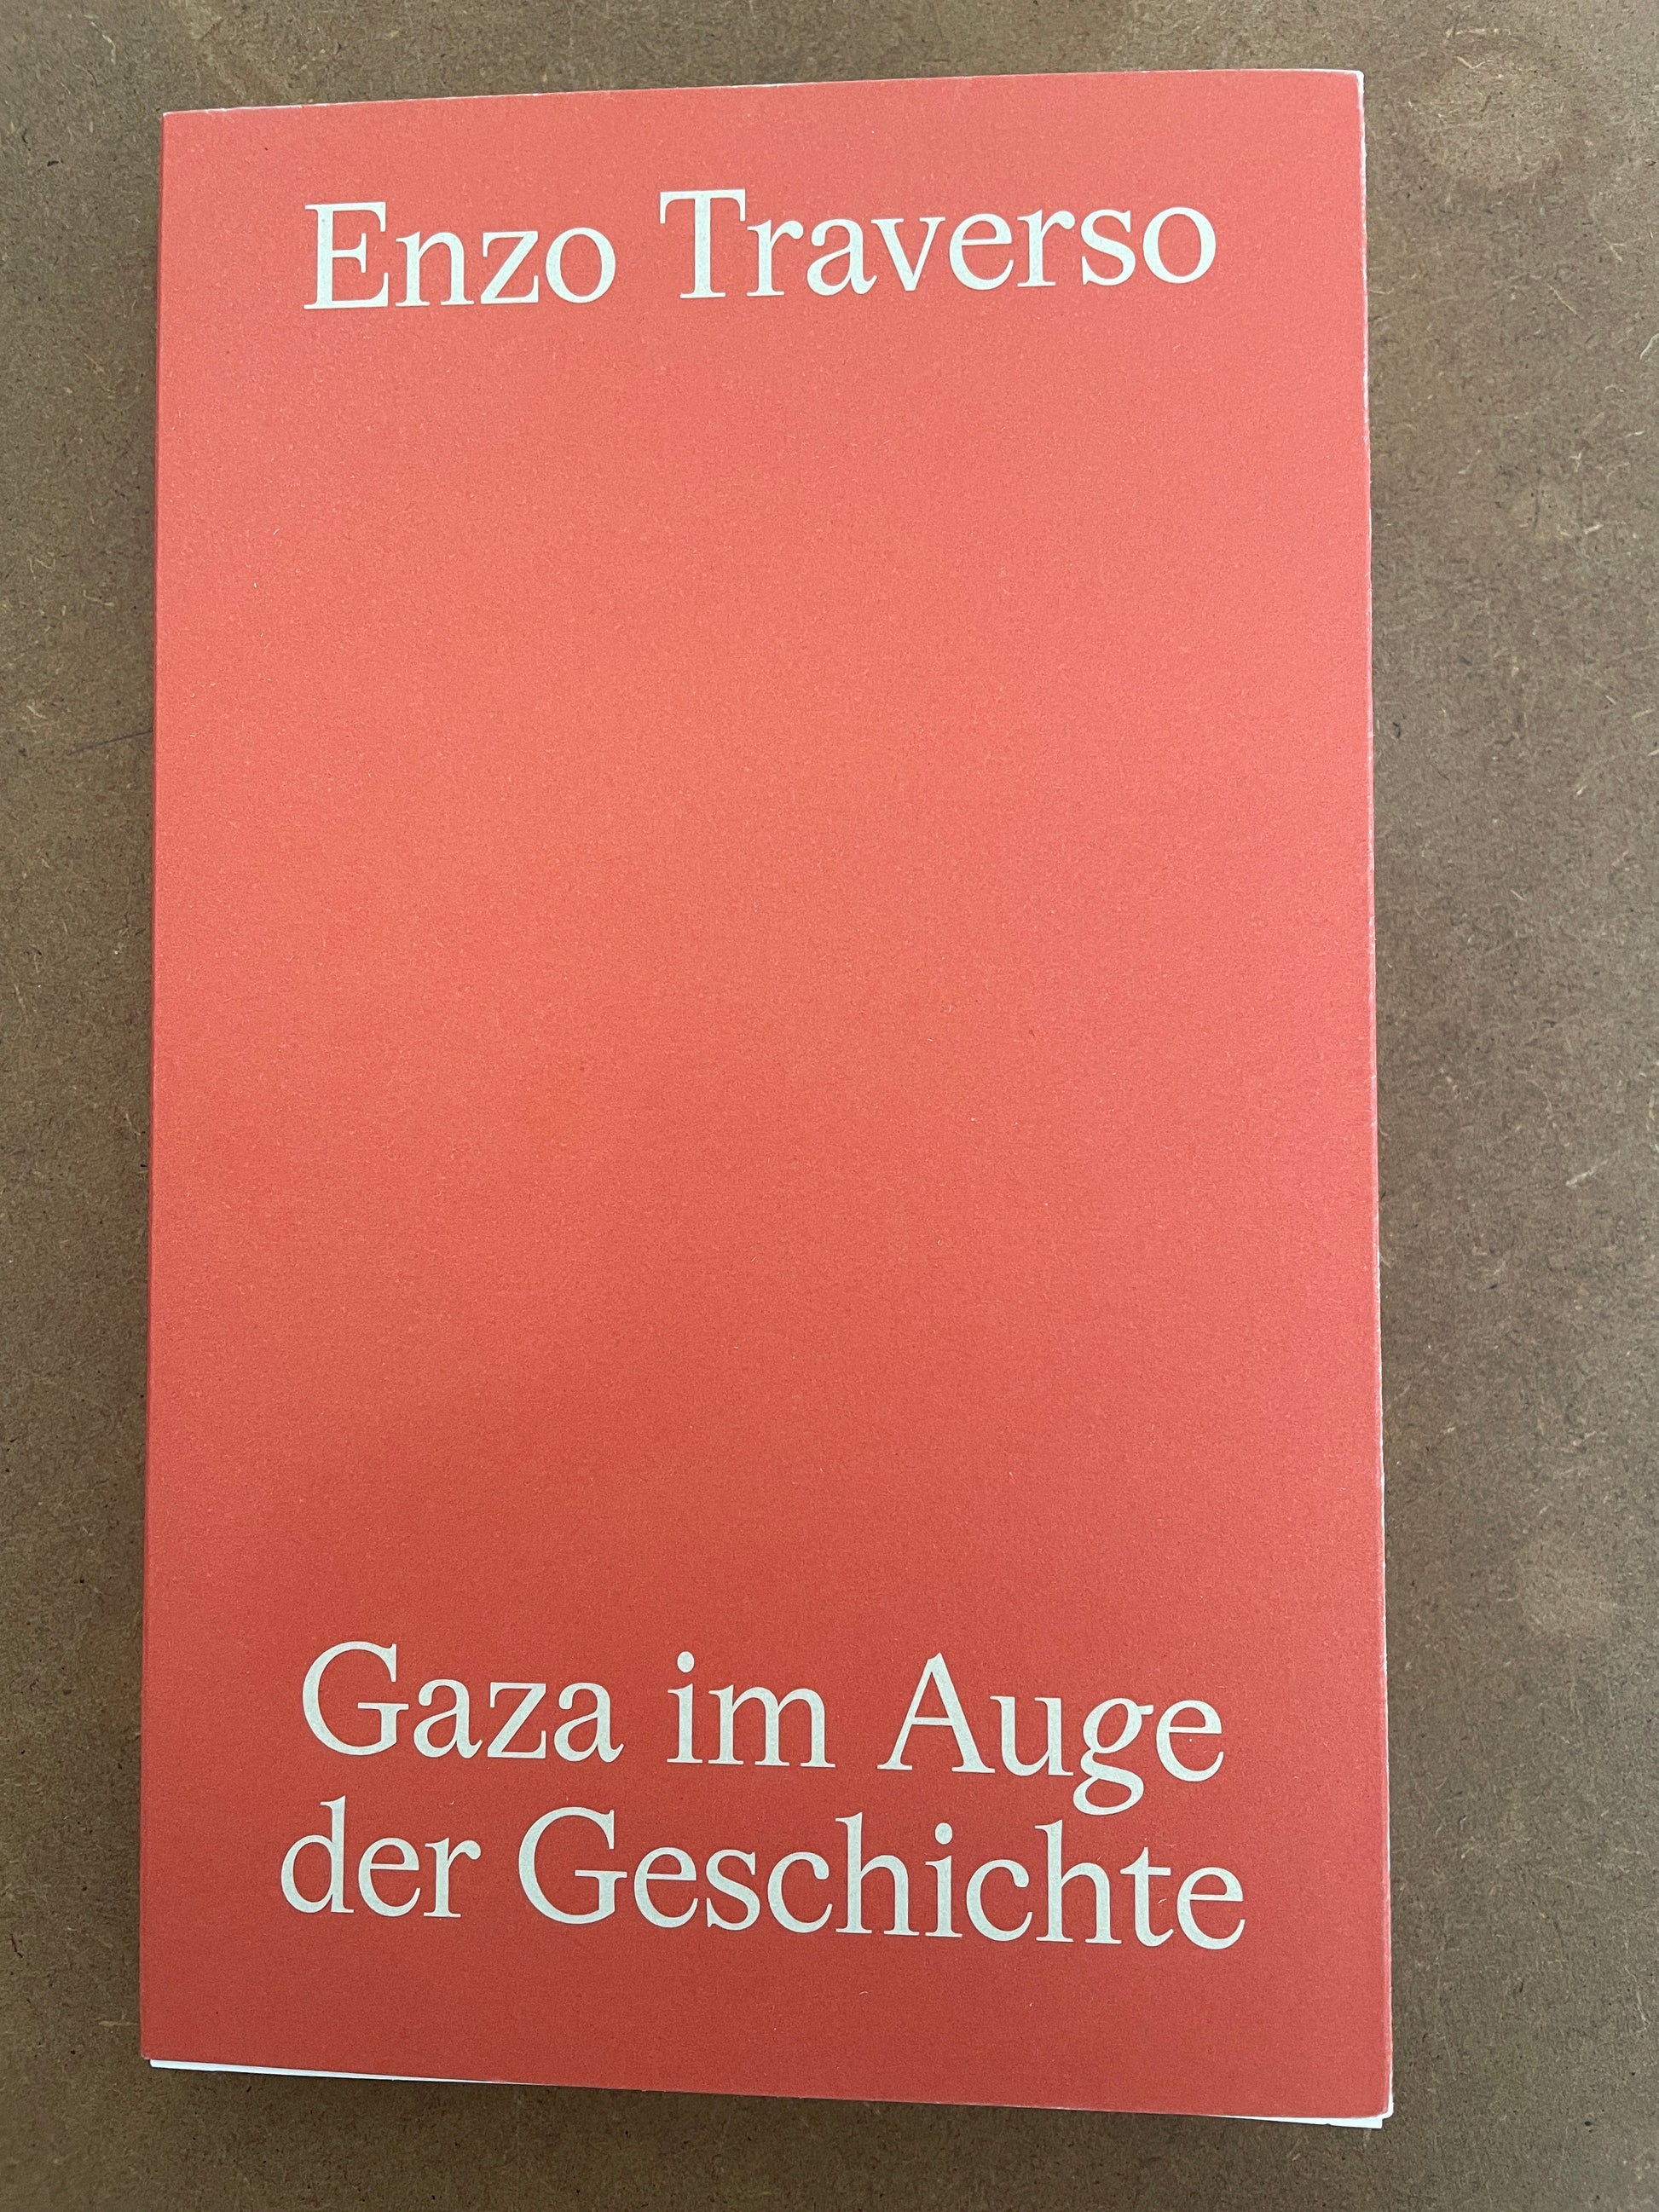 Enzo Traverso
Gaza im Auge
der Geschichte